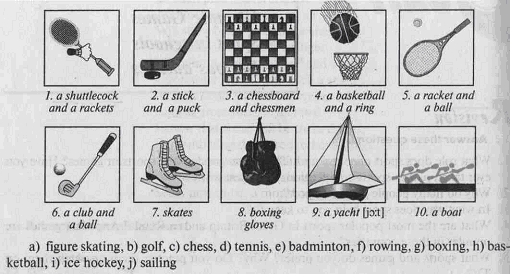 1. a shuttlecock
and a rackets
2. a stick
and a puck
3. a chessboard
and chessmen
4. a basketball
and a ring
5. a racket and
a ball
6. a club and
a ball
7. skates
8. boxing
gloves
9. a yacht [jɔt]
10. a boat
a) figure skating, b) golf, c) chess, d) tennis, e) badminton, f) rowing, g) boxing, h) bas-
ketball, i) ice hockey, j) sailing